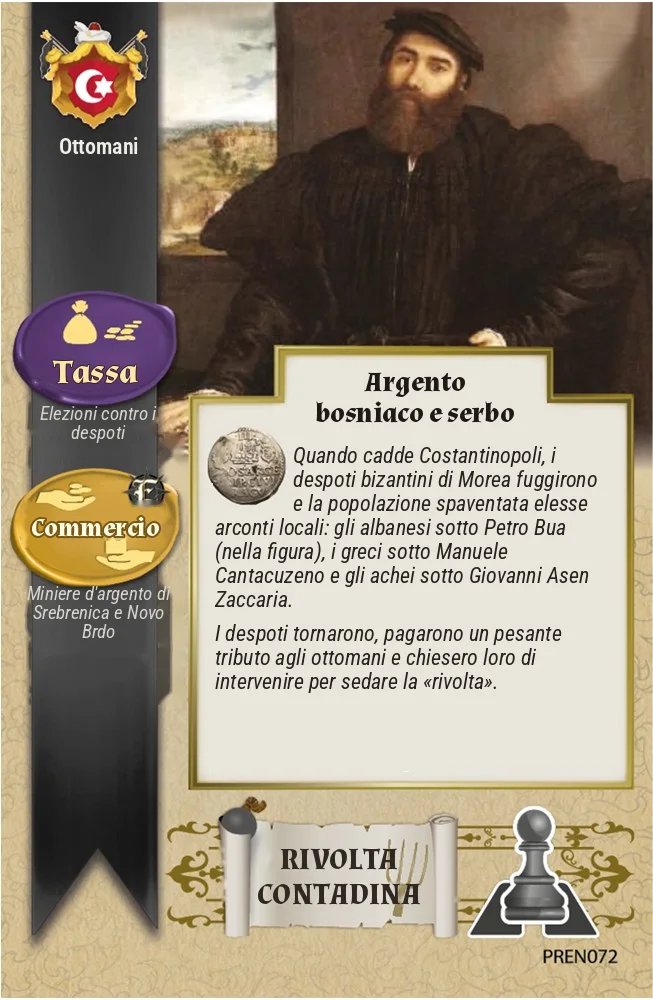 Ottomani
Tassa
Elezioni contro i
despoti
Commercio
Miniere d'argento di
Srebrenica e Novo
Brdo
Argento
bosniaco e serbo
Quando cadde Costantinopoli, i
despoti bizantini di Morea fuggirono
e la popolazione spaventata elesse
arconti locali: gli albanesi sotto Petro Bua
(nella figura), i greci sotto Manuele
Cantacuzeno e gli achei sotto Giovanni Asen
Zaccaria.
I despoti tornarono, pagarono un pesante
tributo agli ottomani e chiesero loro di
intervenire per sedare la «rivolta».
RIVOLTA
CONTADINA
PREN072